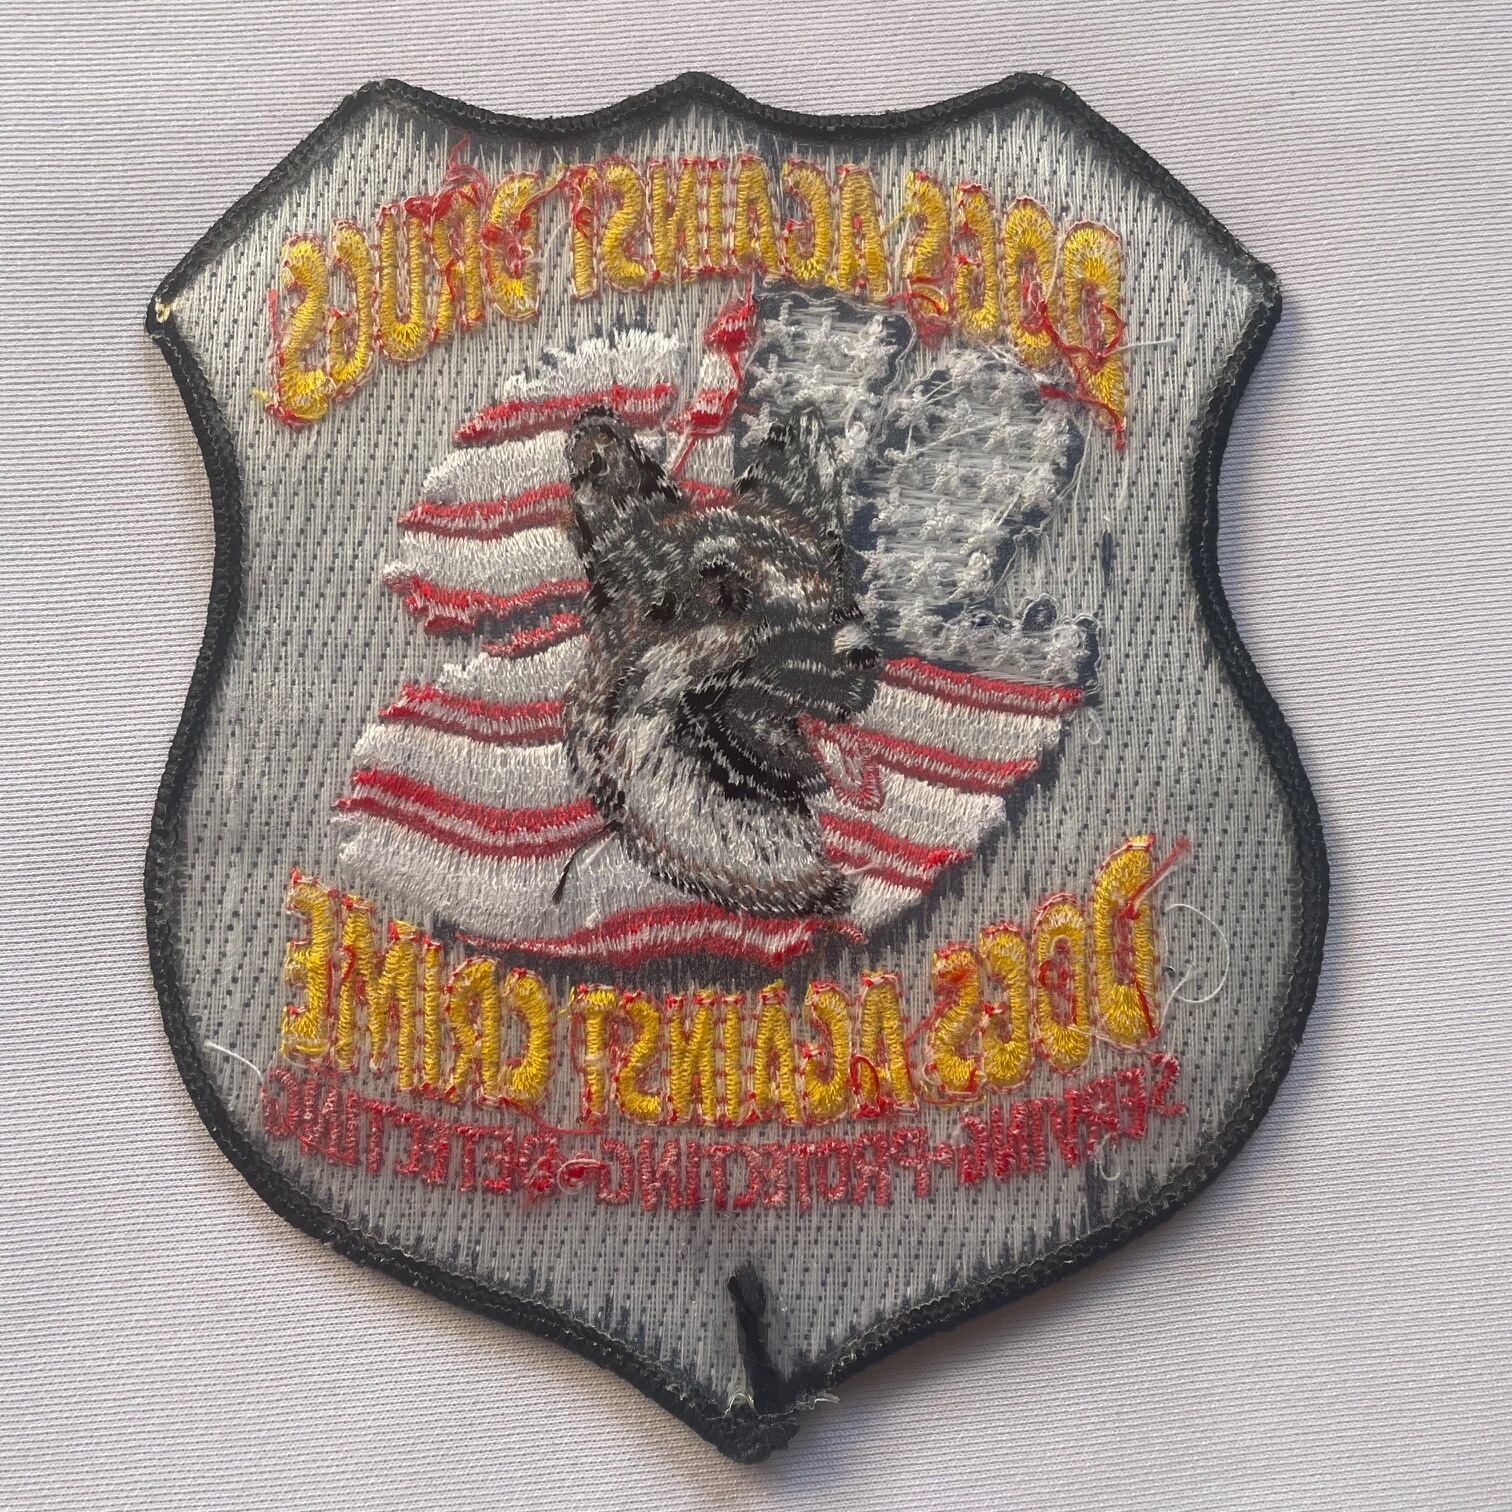 DOGS AGAINST DRUGS
DOGS AGAINST CRIME
SERVING-PROTECTING-DETECTING